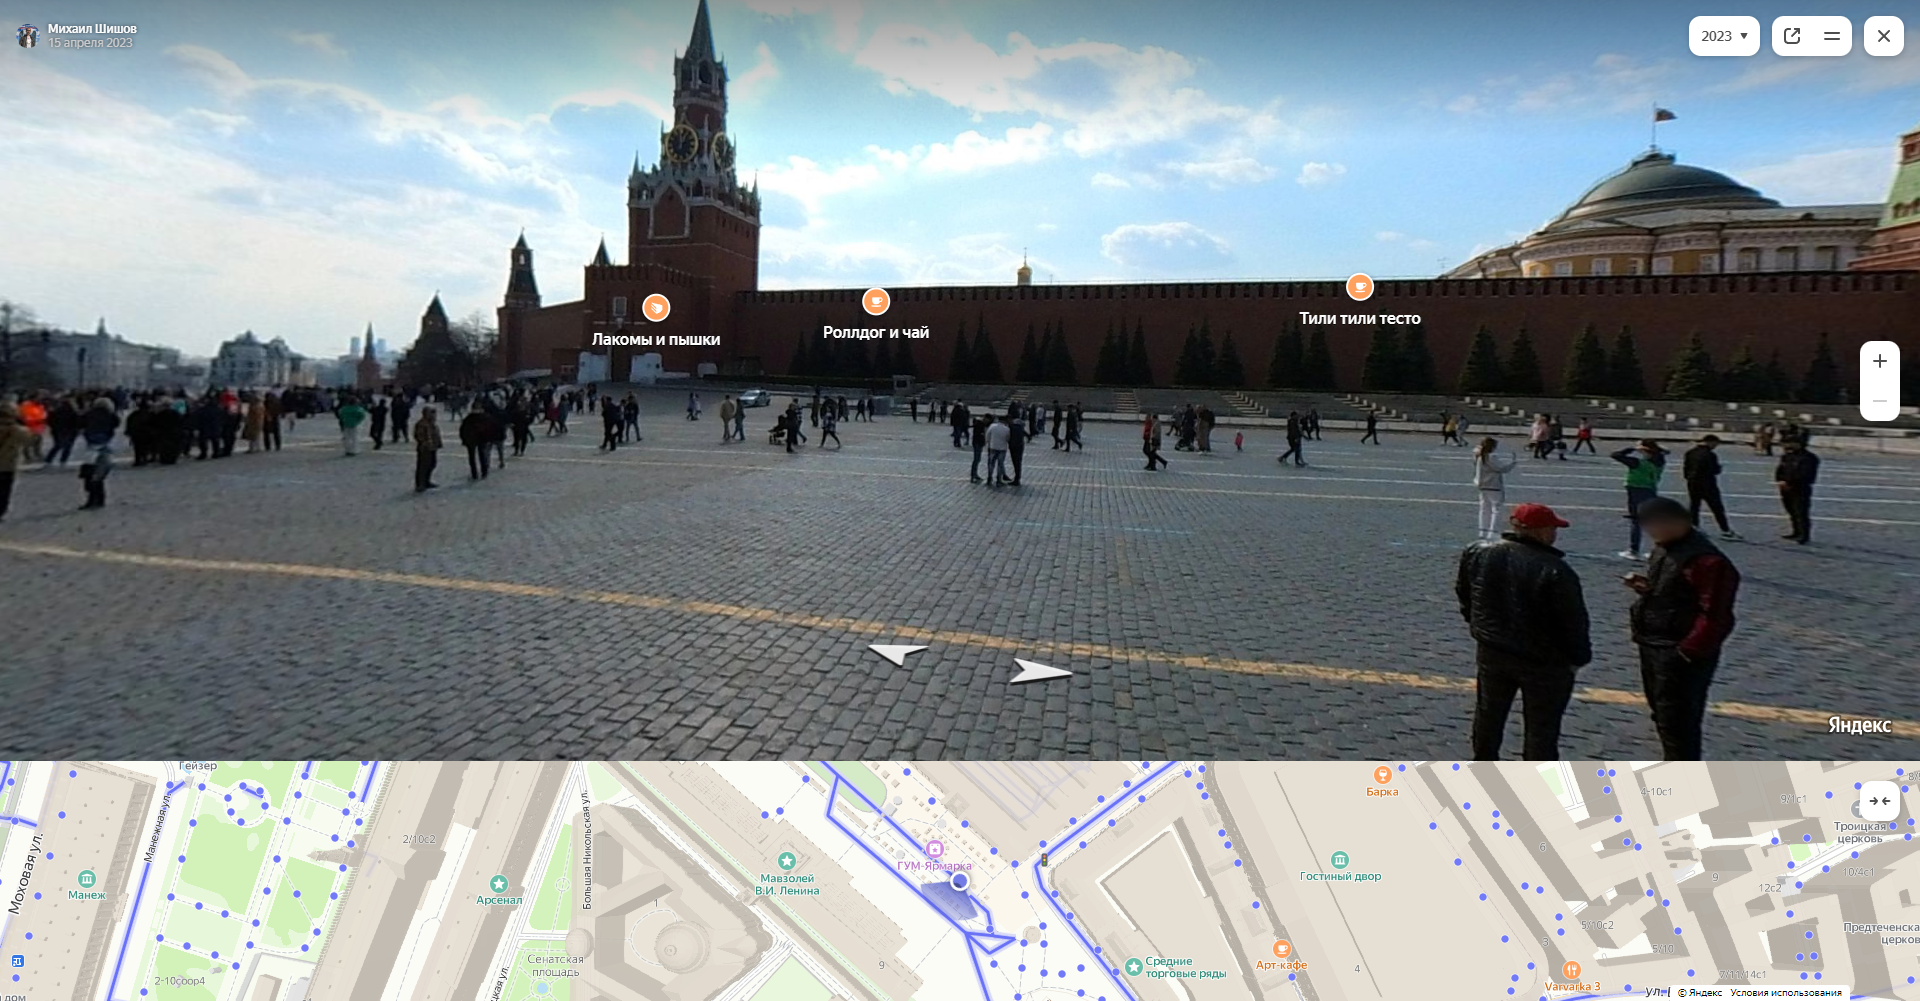 Михаил Шишов
15 апреля 2023
2023
Лакомы и пышки
Роллдог и чай
Тили тили тесто
Яндекс
Гейзер
Манежная ул.
Моховая ул.
Манеж
2/10с2
Арсенал
Большая Никольская ул.
Мавзолей
В.И. Ленина
ГУМ-Ярмарка
1
9
Сенатская
площадь
2-10соор4
Средние
торговые ряды
Барка
Гостиный двор
Арт-кафе
4
Varvarka 3
3
6
4-10с1
9/1с1
Троицкая
церковь
10/4с1
9
12с2
5/10с2
5/10
7/11/14с1
Предтеченска
церков
© Яндекс Условия использования